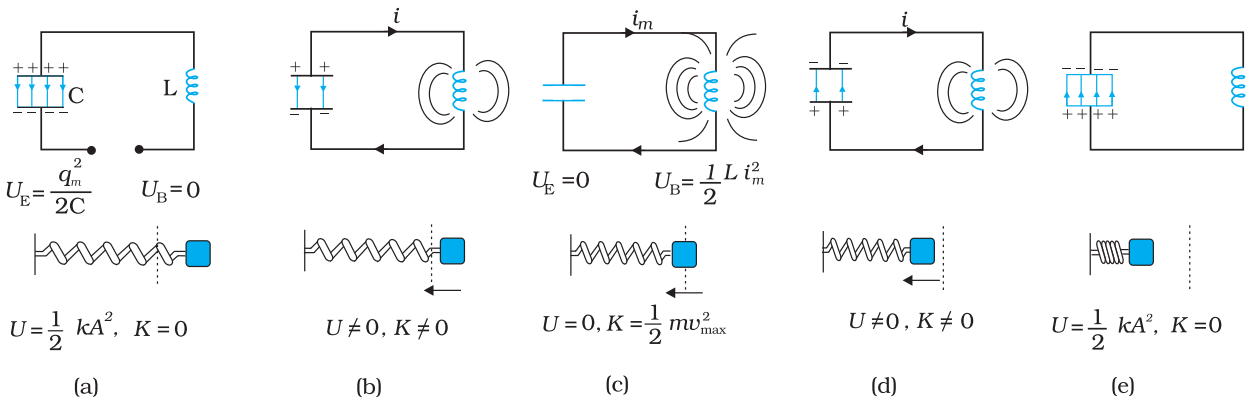 i
i_m
i
+ + + +
C
L
– – – –
+ +
– –
– –
+ +
– – – –
+ + + +
U_E = q_m^2/2C
U_B = 0
U_E = 0
U_B = 1/2 L i_m^2
U = 1/2 kA^2, K = 0
U ≠ 0, K ≠ 0
U = 0, K = 1/2 mv_max^2
U ≠ 0, K ≠ 0
U = 1/2 kA^2, K = 0
(a)
(b)
(c)
(d)
(e)